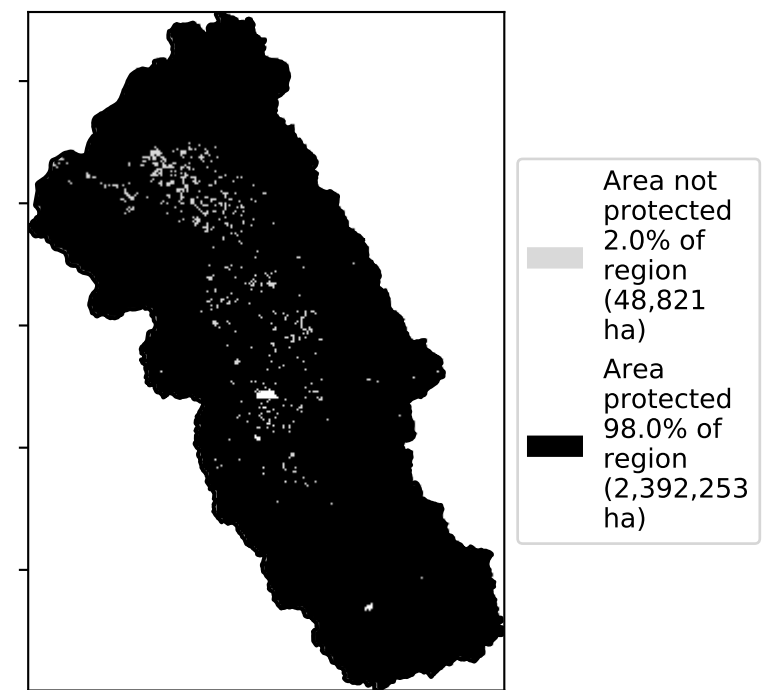 Area not
protected
2.0% of
region
(48,821
ha)
Area
protected
98.0% of
region
(2,392,253
ha)